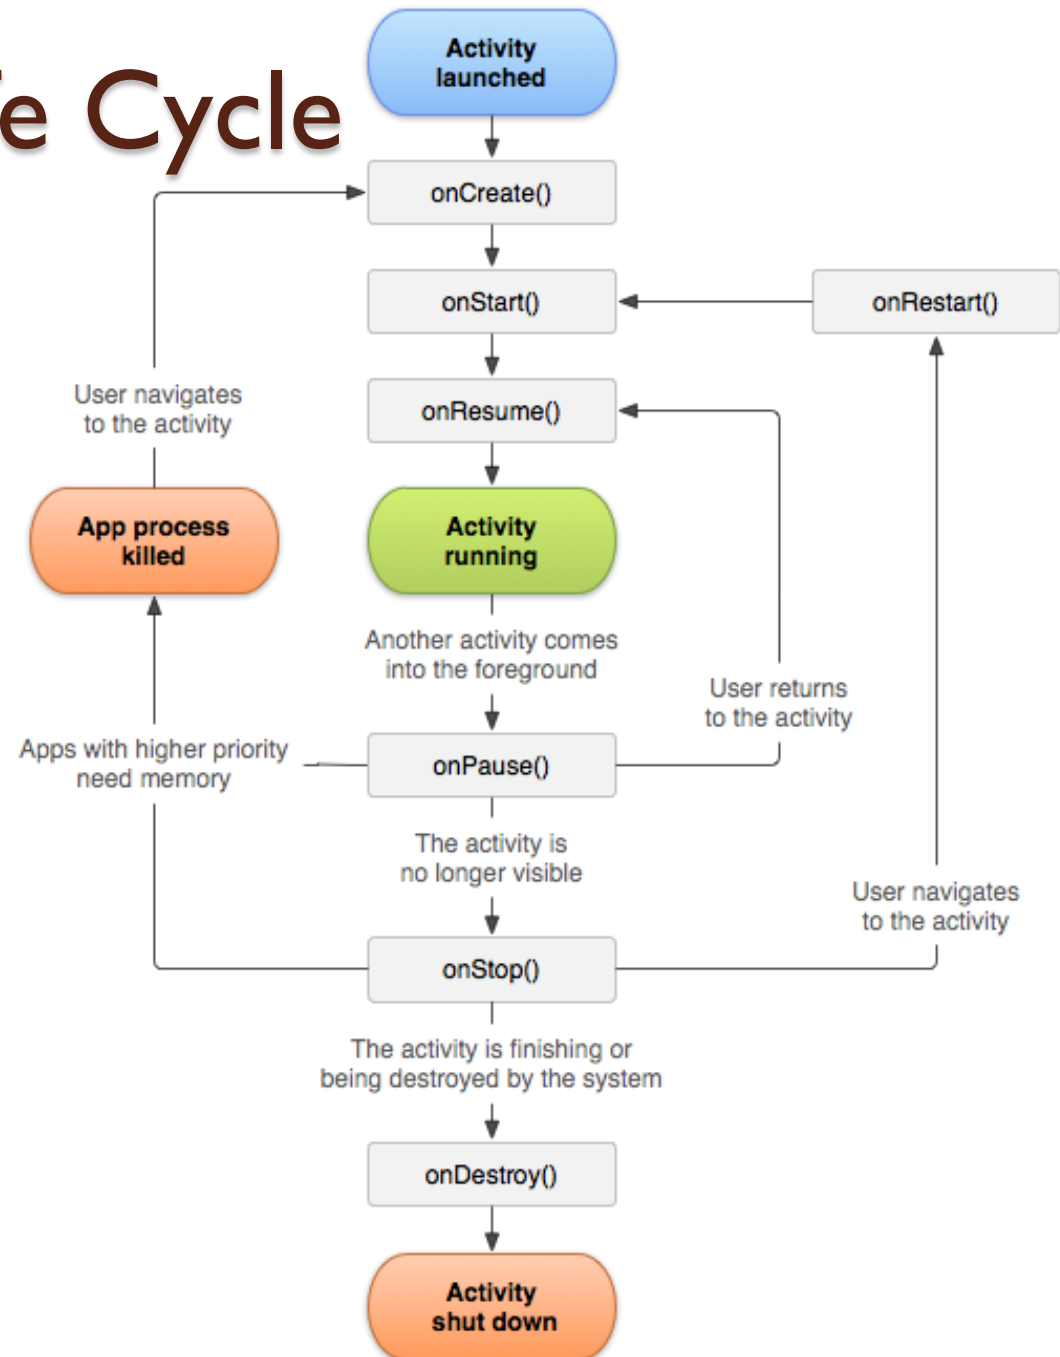 Cycle
Activity
launched
onCreate()
onStart()
onRestart()
onResume()
User navigates
to the activity
App process
killed
Activity
running
Another activity comes
into the foreground
User returns
to the activity
Apps with higher priority
need memory
onPause()
The activity is
no longer visible
User navigates
to the activity
onStop()
The activity is finishing or
being destroyed by the system
onDestroy()
Activity
shut down